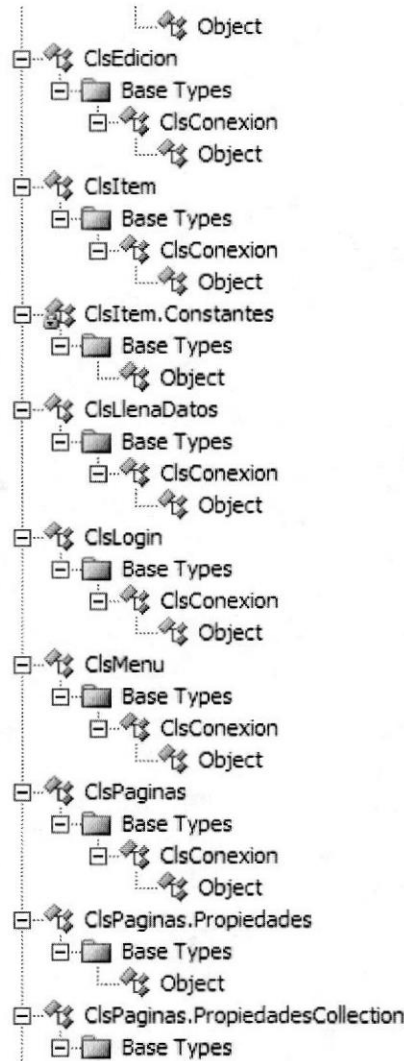 Object
ClsEdicion
Base Types
ClsConexion
Object
ClsItem
Base Types
ClsConexion
Object
ClsItem.Constantes
Base Types
Object
ClsLlenaDatos
Base Types
ClsConexion
Object
ClsLogin
Base Types
ClsConexion
Object
ClsMenu
Base Types
ClsConexion
Object
ClsPaginas
Base Types
ClsConexion
Object
ClsPaginas.Propiedades
Base Types
Object
ClsPaginas.PropiedadesCollection
Base Types